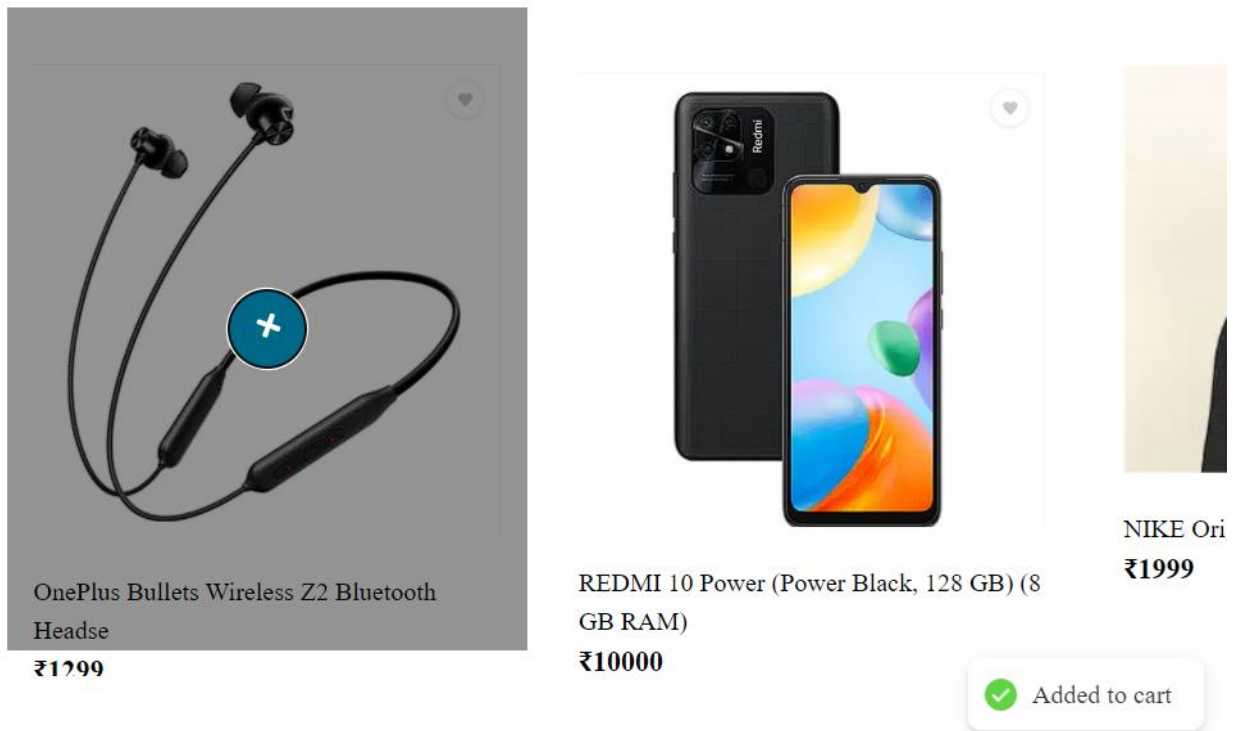 Redmi
OnePlus Bullets Wireless Z2 Bluetooth
Headse
₹1299
REDMI 10 Power (Power Black, 128 GB) (8
GB RAM)
₹10000
NIKE Ori
₹1999
Added to cart